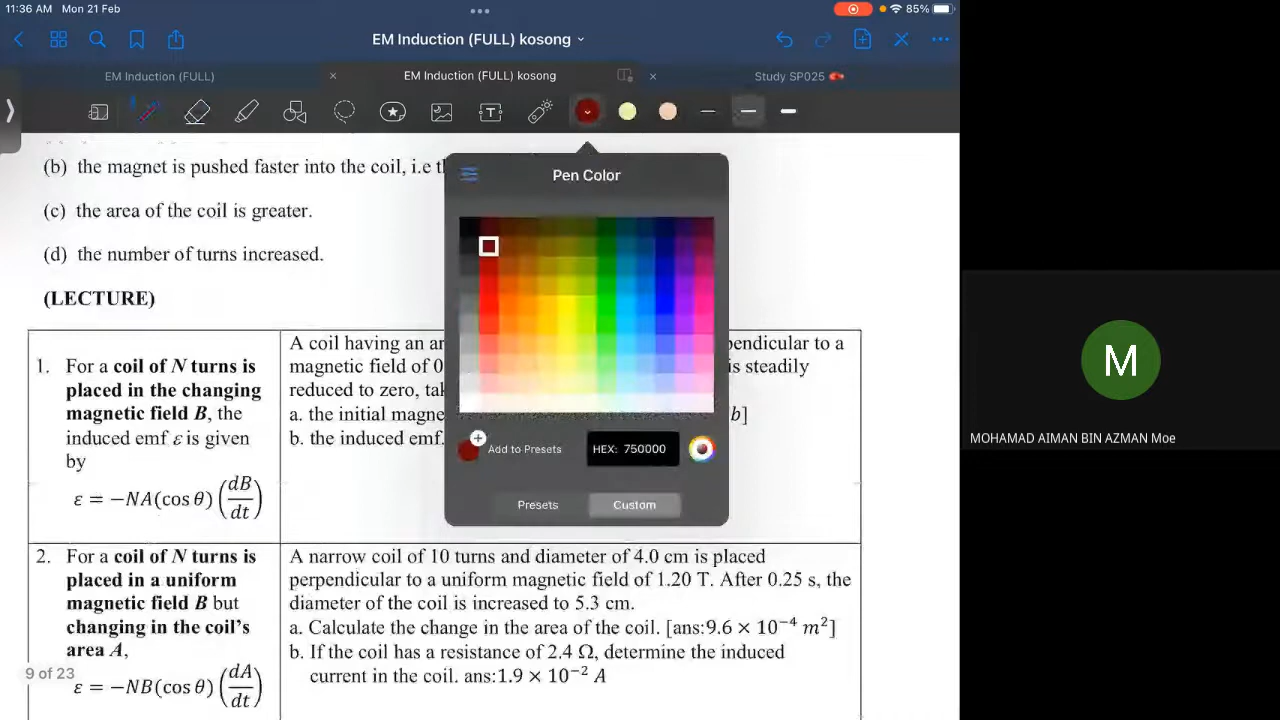 11:36 AM Mon 21 Feb
85%
EM Induction (FULL) kosong
EM Induction (FULL)
EM Induction (FULL) kosong
Study SP025
(b) the magnet is pushed faster into the coil, i.e
(c) the area of the coil is greater.
(d) the number of turns increased.
(LECTURE)
Pen Color
Add to Presets
HEX: 750000
Presets
Custom
1. For a coil of N turns is
placed in the changing
magnetic field B, the
induced emf ε is given
by
ε = −NA(cos θ) (dB/dt)
A coil having an pendicular to a
magnetic field of 0 is steadily
reduced to zero,
a. the initial b]
b. the induced emf.
2. For a coil of N turns is
placed in a uniform
magnetic field B but
changing in the coil's
area A,
ε = −NB(cos θ) (dA/dt)
A narrow coil of 10 turns and diameter of 4.0 cm is placed
perpendicular to a uniform magnetic field of 1.20 T. After 0.25 s, the
diameter of the coil is increased to 5.3 cm.
a. Calculate the change in the area of the coil. [ans:9.6 × 10⁻⁴ m²]
b. If the coil has a resistance of 2.4 Ω, determine the induced
current in the coil. ans:1.9 × 10⁻² A
9 of 23
M
MOHAMAD AIMAN BIN AZMAN Moe